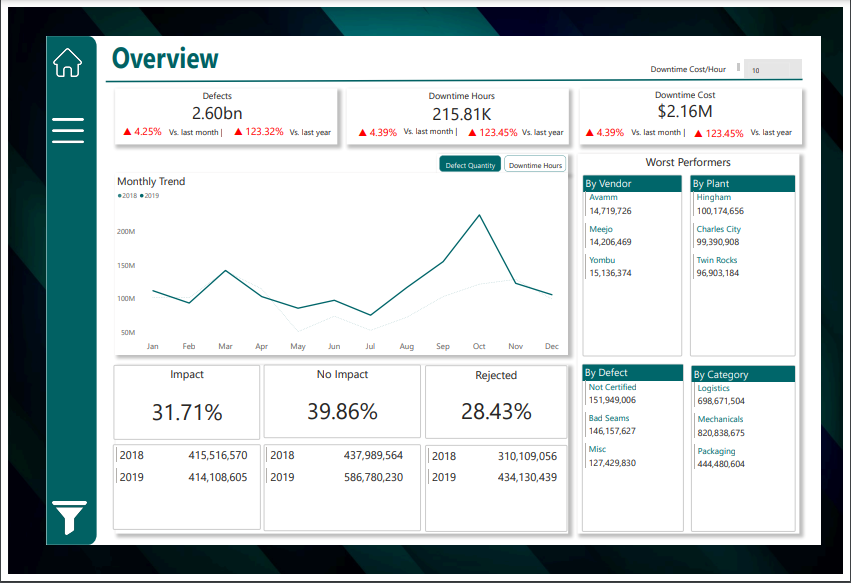 Overview
Downtime Cost/Hour
10
Defects
2.60bn
▲ 4.25% Vs. last month | ▲ 123.32% Vs. last year
Downtime Hours
215.81K
▲ 4.39% Vs. last month | ▲ 123.45% Vs. last year
Downtime Cost
$2.16M
▲ 4.39% Vs. last month | ▲ 123.45% Vs. last year
Defect Quantity
Downtime Hours
Monthly Trend
2018 2019
200M
150M
100M
50M
Jan Feb Mar Apr May Jun Jul Aug Sep Oct Nov Dec
Worst Performers
By Vendor
Avamm
14,719,726
Meejo
14,206,469
Yombu
15,136,374
By Plant
Hingham
100,174,656
Charles City
99,390,908
Twin Rocks
96,903,184
Impact
31.71%
2018 415,516,570
2019 414,108,605
No Impact
39.86%
2018 437,989,564
2019 586,780,230
Rejected
28.43%
2018 310,109,056
2019 434,130,439
By Defect
Not Certified
151,949,006
Bad Seams
146,157,627
Misc
127,429,830
By Category
Logistics
698,671,504
Mechanicals
820,838,675
Packaging
444,480,604